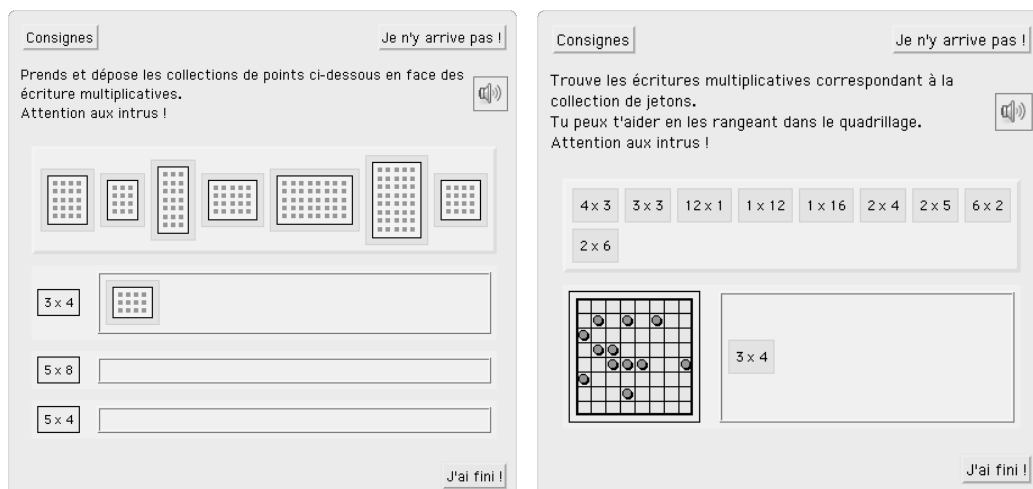 Consignes
Je n'y arrive pas !
Prends et dépose les collections de points ci-dessous en face des
écriture multiplicatives.
Attention aux intrus !
3 x 4
5 x 8
5 x 4
J'ai fini !
Consignes
Je n'y arrive pas !
Trouve les écritures multiplicatives correspondant à la
collection de jetons.
Tu peux t'aider en les rangeant dans le quadrillage.
Attention aux intrus !
4 x 3 3 x 3 12 x 1 1 x 12 1 x 16 2 x 4 2 x 5 6 x 2
2 x 6
3 x 4
J'ai fini !